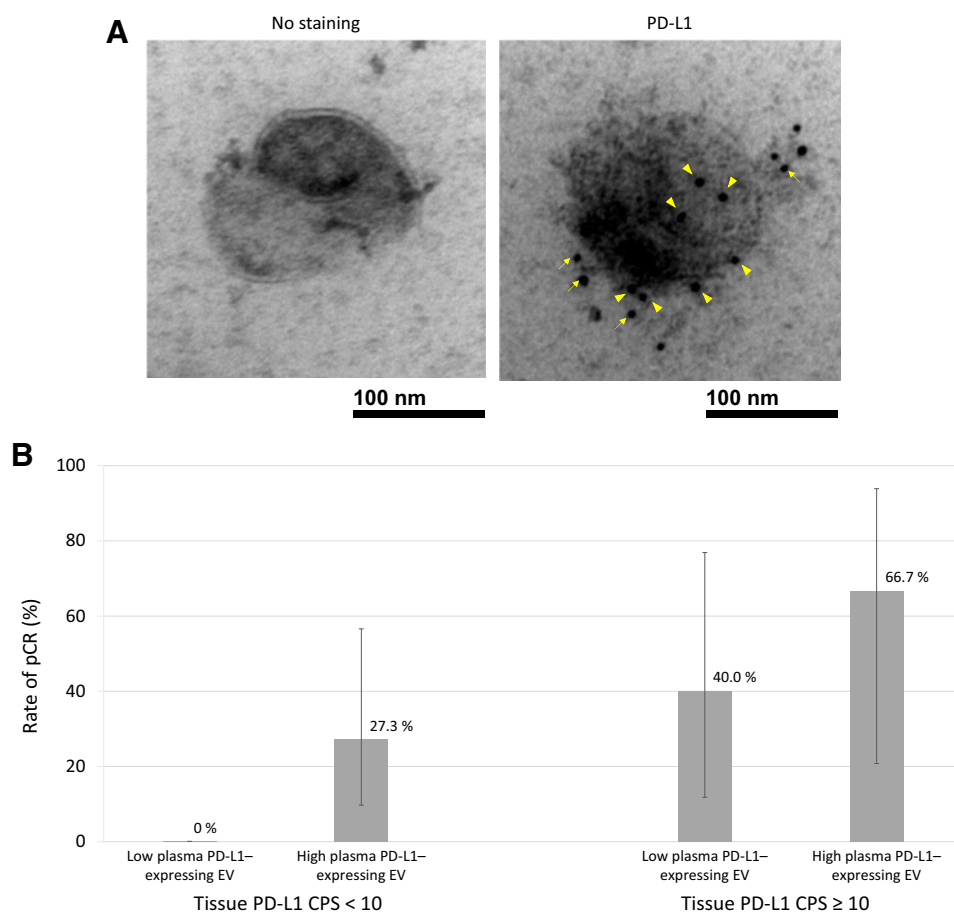 A
No staining
PD-L1
100 nm
100 nm
B
Rate of pCR (%)
100
80
60
40
20
0
0 %
27.3 %
40.0 %
66.7 %
Low plasma PD-L1–
expressing EV
High plasma PD-L1–
expressing EV
Low plasma PD-L1–
expressing EV
High plasma PD-L1–
expressing EV
Tissue PD-L1 CPS < 10
Tissue PD-L1 CPS ≥ 10